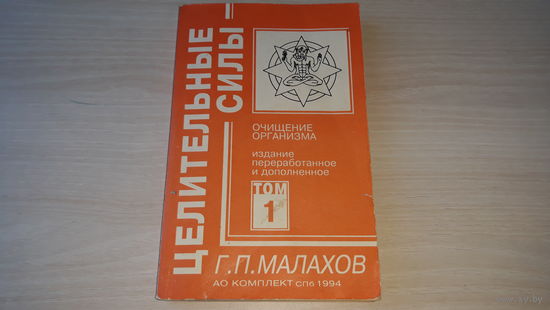 ЦЕЛИТЕЛЬНЫЕ
СИЛЫ
ОЧИЩЕНИЕ
ОРГАНИЗМА
издание
переработанное
и дополненное
ТОМ
1
Г.П.МАЛАХОВ
АО КОМПЛЕКТ СПб 1994